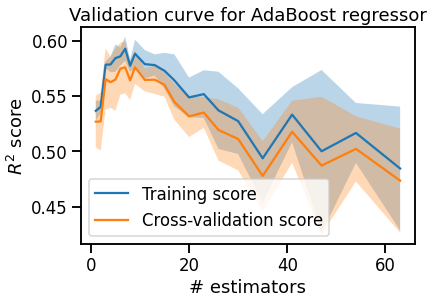 Validation curve for AdaBoost regressor
R² score
0.60
0.55
0.50
0.45
Training score
Cross-validation score
0
20
40
60
# estimators